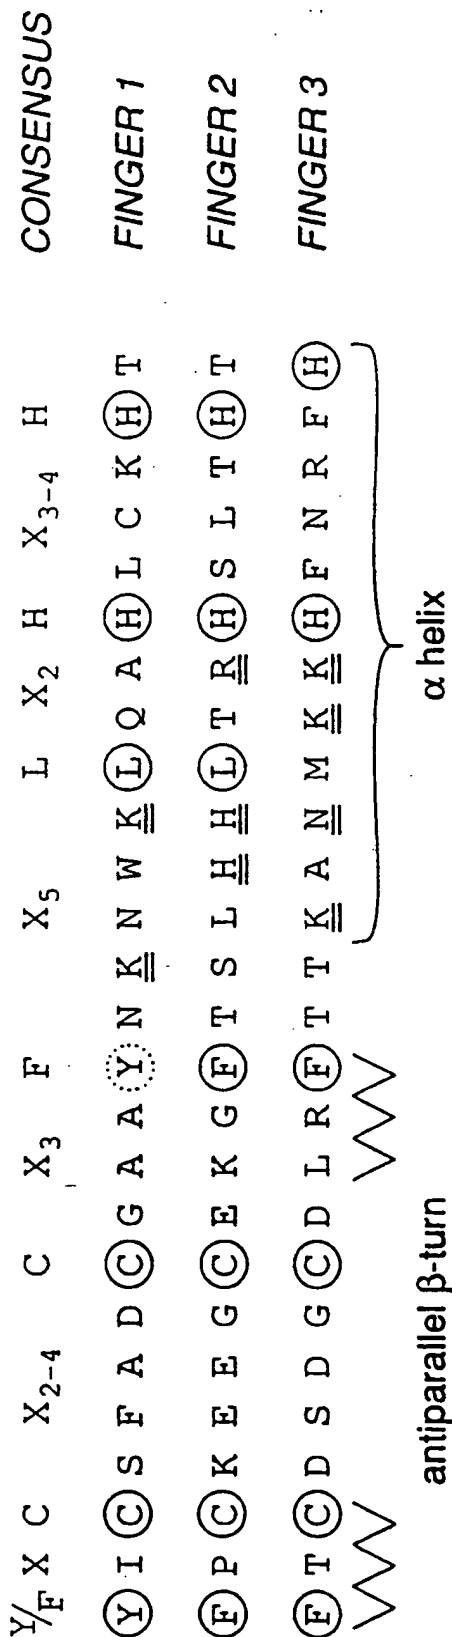 Y/F X C X₂₋₄ C X₃ F X₅ L X₂ H X₃₋₄ H CONSENSUS
Y I C S F A D C G A A Y N K N W K L Q A H L C K H T FINGER 1
F P C K E E G C E K G F T S L H H L T R H S L T H T FINGER 2
F T C D S D G C D L R F T T K A N M K K H F N R F H FINGER 3
antiparallel β-turn α helix